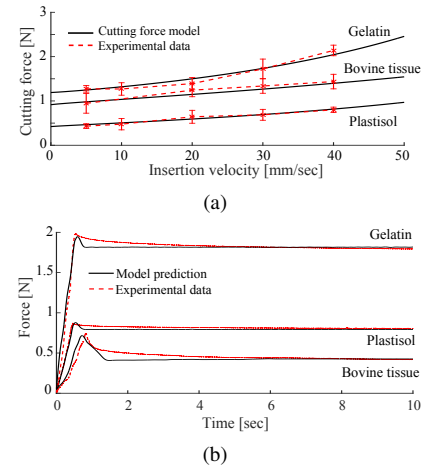 3
Cutting force model
Experimental data
Gelatin
2
Bovine tissue
1
Plastisol
0
0 10 20 30 40 50
Cutting force [N]
Insertion velocity [mm/sec]
(a)
2
Gelatin
1.5
Model prediction
Experimental data
1
Plastisol
0.5
Bovine tissue
0
0 2 4 6 8 10
Force [N]
Time [sec]
(b)